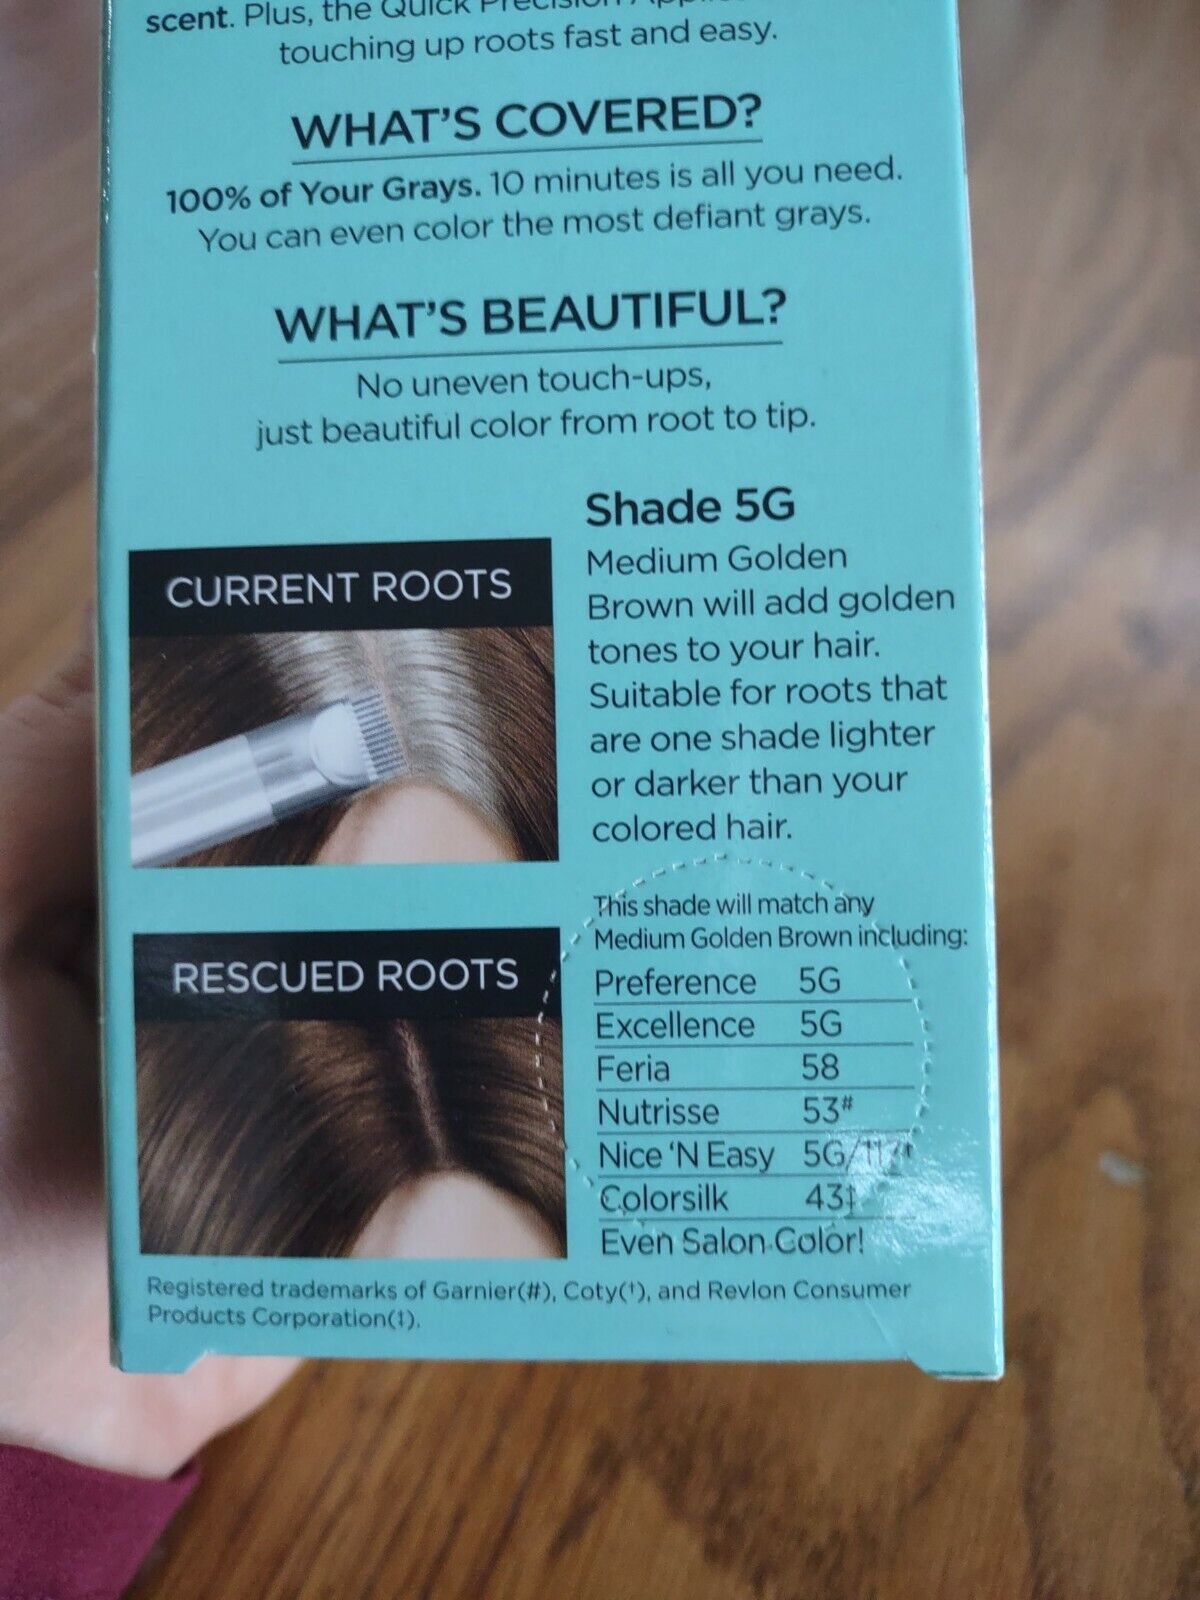 scent. Plus, the Quick Precision
touching up roots fast and easy.
WHAT'S COVERED?
100% of Your Grays. 10 minutes is all you need.
You can even color the most defiant grays.
WHAT'S BEAUTIFUL?
No uneven touch-ups,
just beautiful color from root to tip.
CURRENT ROOTS
RESCUED ROOTS
Shade 5G
Medium Golden
Brown will add golden
tones to your hair.
Suitable for roots that
are one shade lighter
or darker than your
colored hair.
This shade will match any
Medium Golden Brown including:
Preference 5G
Excellence 5G
Feria 58
Nutrisse 53#
Nice 'N Easy 5G/117†
Colorsilk 43‡
Even Salon Color!
Registered trademarks of Garnier(#), Coty(†), and Revlon Consumer
Products Corporation(‡).